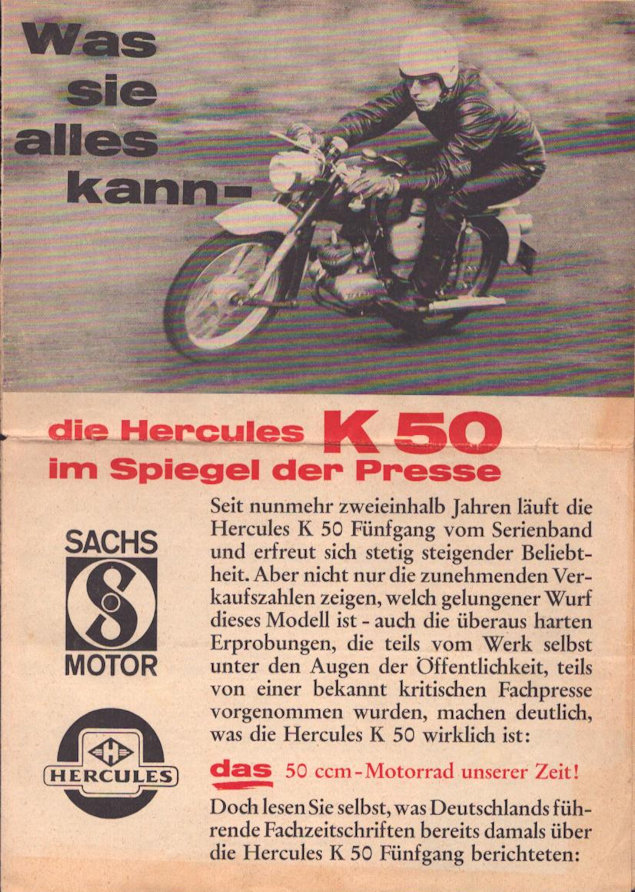 Was
sie
alles
kann-
die Hercules K 50
im Spiegel der Presse
SACHS
MOTOR
HERCULES
Seit nunmehr zweieinhalb Jahren läuft die
Hercules K 50 Fünfgang vom Serienband
und erfreut sich stetig steigender Beliebt-
heit. Aber nicht nur die zunehmenden Ver-
kaufszahlen zeigen, welch gelungener Wurf
dieses Modell ist - auch die überaus harten
Erprobungen, die teils vom Werk selbst
unter den Augen der Öffentlichkeit, teils
von einer bekannt kritischen Fachpresse
vorgenommen wurden, machen deutlich,
was die Hercules K 50 wirklich ist:
das 50 ccm-Motorrad unserer Zeit!
Doch lesen Sie selbst, was Deutschlands füh-
rende Fachzeitschriften bereits damals über
die Hercules K 50 Fünfgang berichteten: